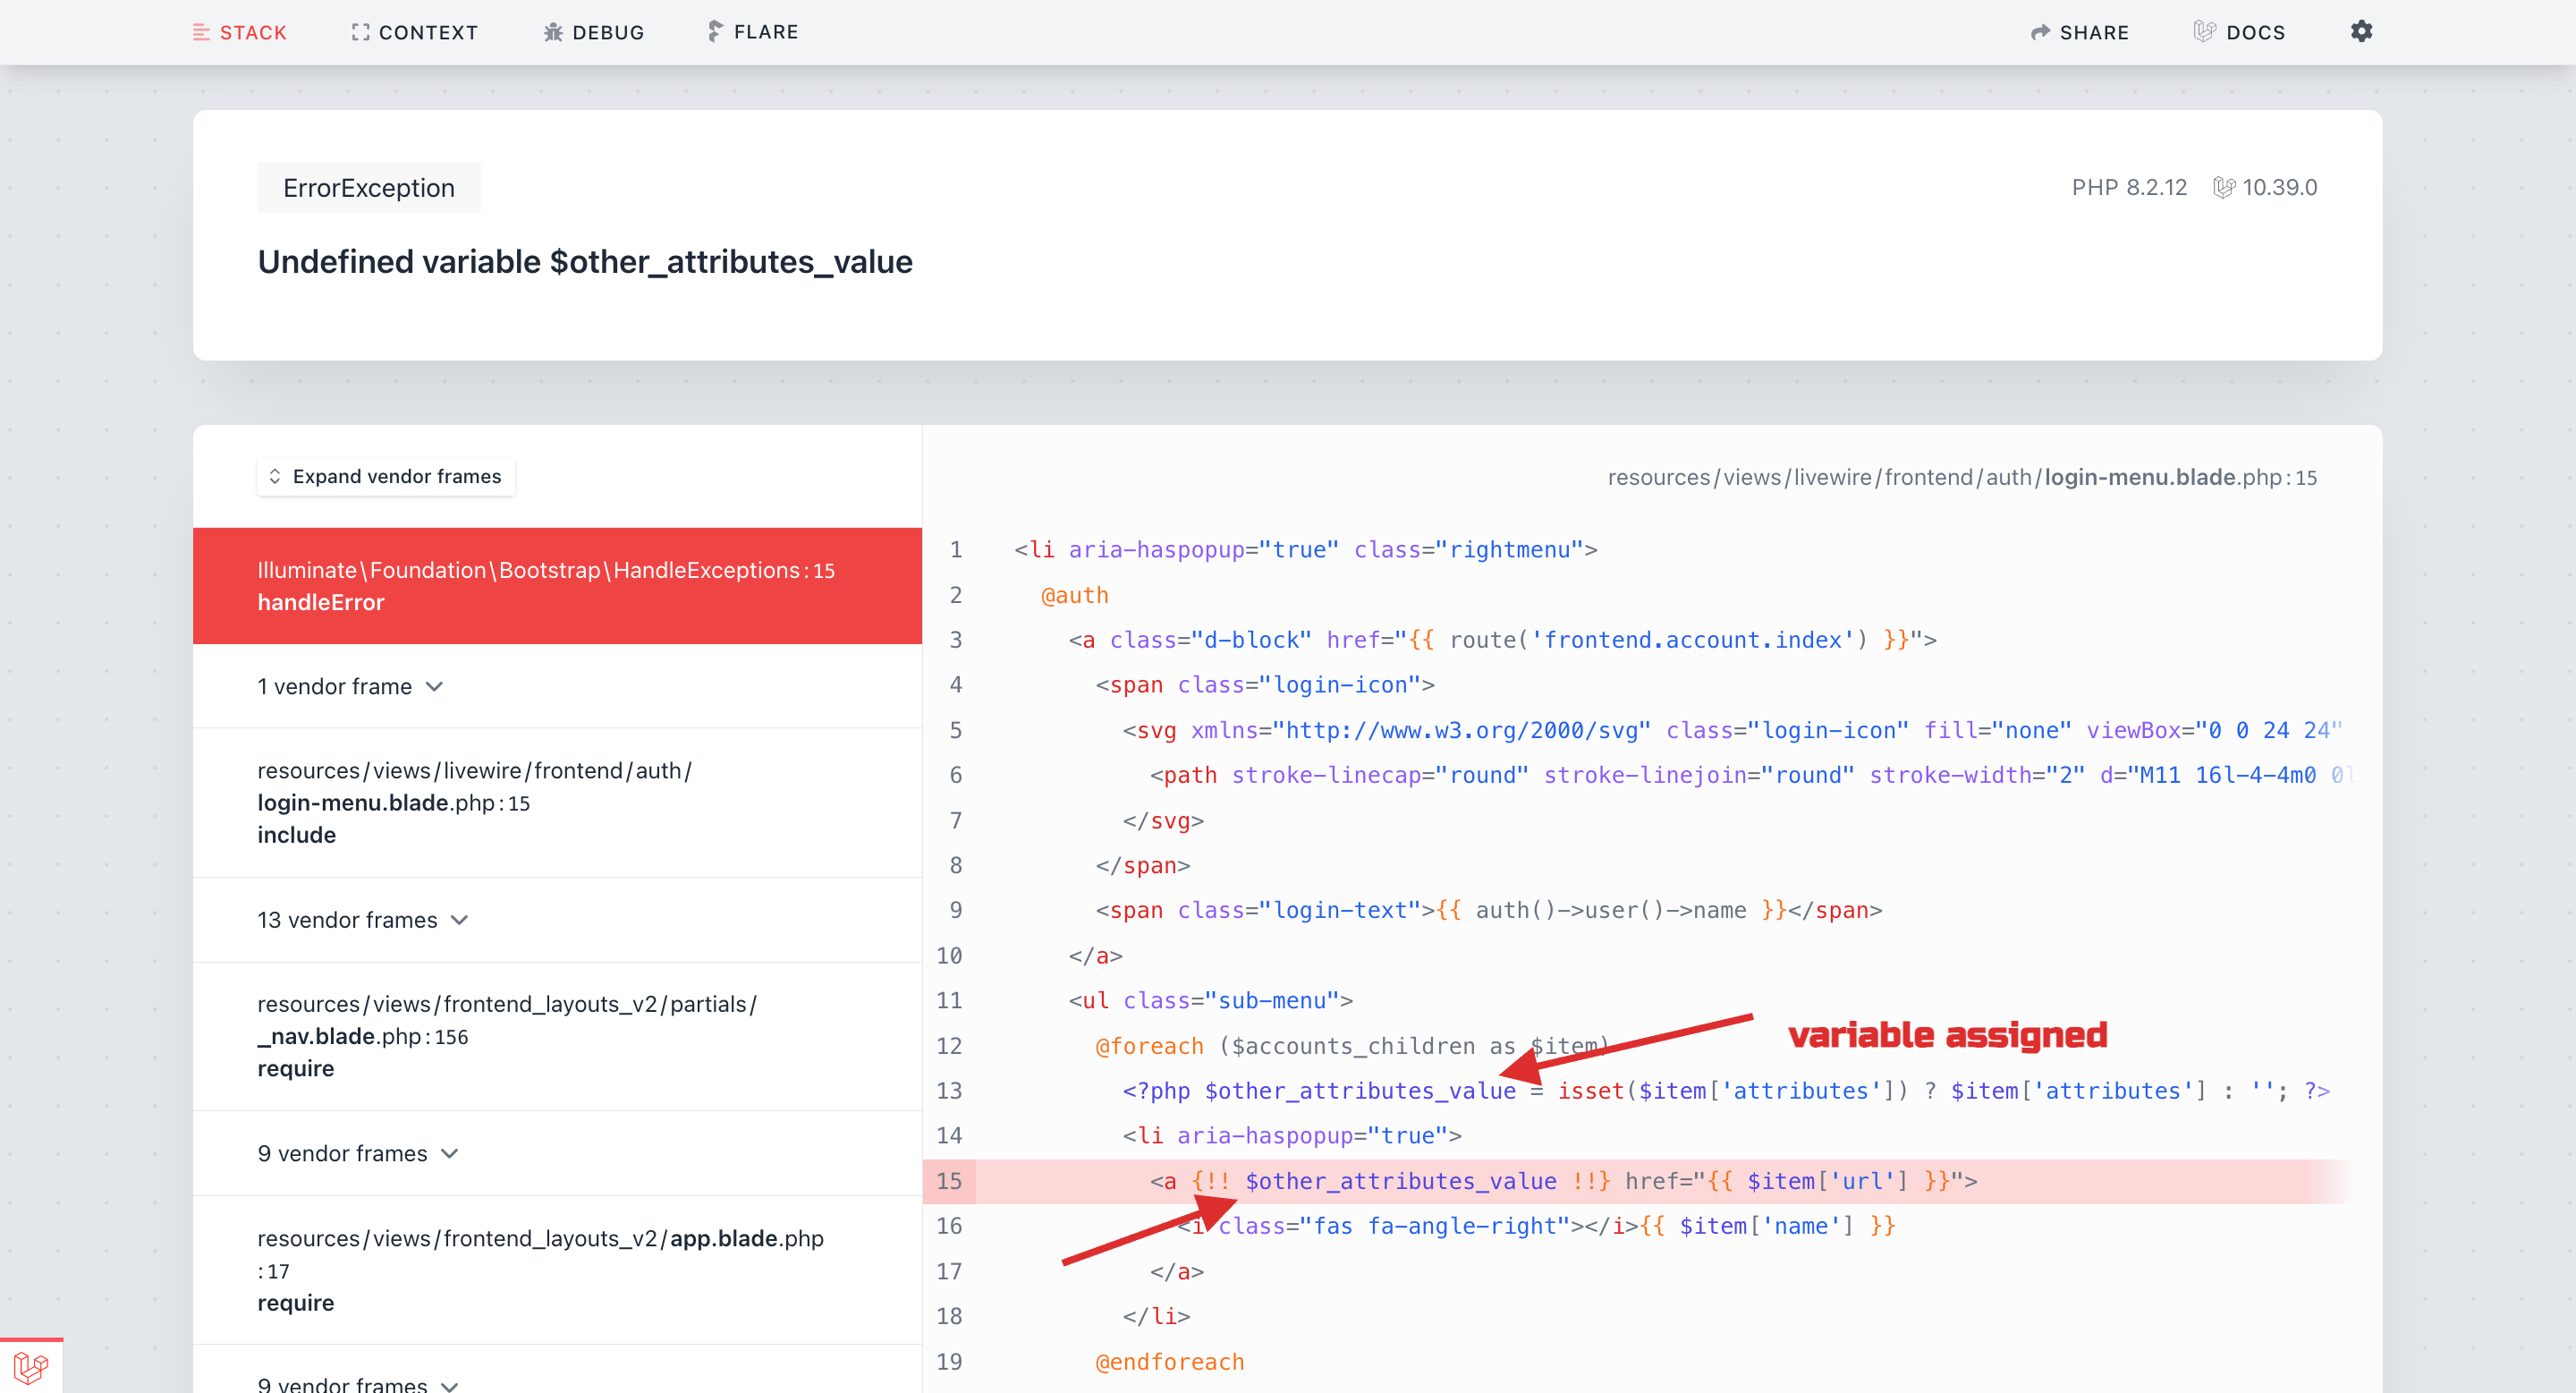 STACK CONTEXT DEBUG FLARE SHARE DOCS
ErrorException
PHP 8.2.12 10.39.0
Undefined variable $other_attributes_value
Expand vendor frames
Illuminate\Foundation\Bootstrap\HandleExceptions:15
handleError
1 vendor frame
resources/views/livewire/frontend/auth/
login-menu.blade.php:15
include
13 vendor frames
resources/views/frontend_layouts_v2/partials/
_nav.blade.php:156
require
9 vendor frames
resources/views/frontend_layouts_v2/app.blade.php
:17
require
9 vendor frames
resources/views/livewire/frontend/auth/login-menu.blade.php:15
1 <li aria-haspopup="true" class="rightmenu">
2 @auth
3 <a class="d-block" href="{{ route('frontend.account.index') }}">
4 <span class="login-icon">
5 <svg xmlns="http://www.w3.org/2000/svg" class="login-icon" fill="none" viewBox="0 0 24 24"
6 <path stroke-linecap="round" stroke-linejoin="round" stroke-width="2" d="M11 16l-4-4m0 0l
7 </svg>
8 </span>
9 <span class="login-text">{{ auth()->user()->name }}</span>
10 </a>
11 <ul class="sub-menu">
12 @foreach ($accounts_children as $item)
variable assigned
13 <?php $other_attributes_value = isset($item['attributes']) ? $item['attributes'] : ''; ?>
14 <li aria-haspopup="true">
15 <a {!! $other_attributes_value !!} href="{{ $item['url'] }}">
16 <i class="fas fa-angle-right"></i>{{ $item['name'] }}
17 </a>
18 </li>
19 @endforeach